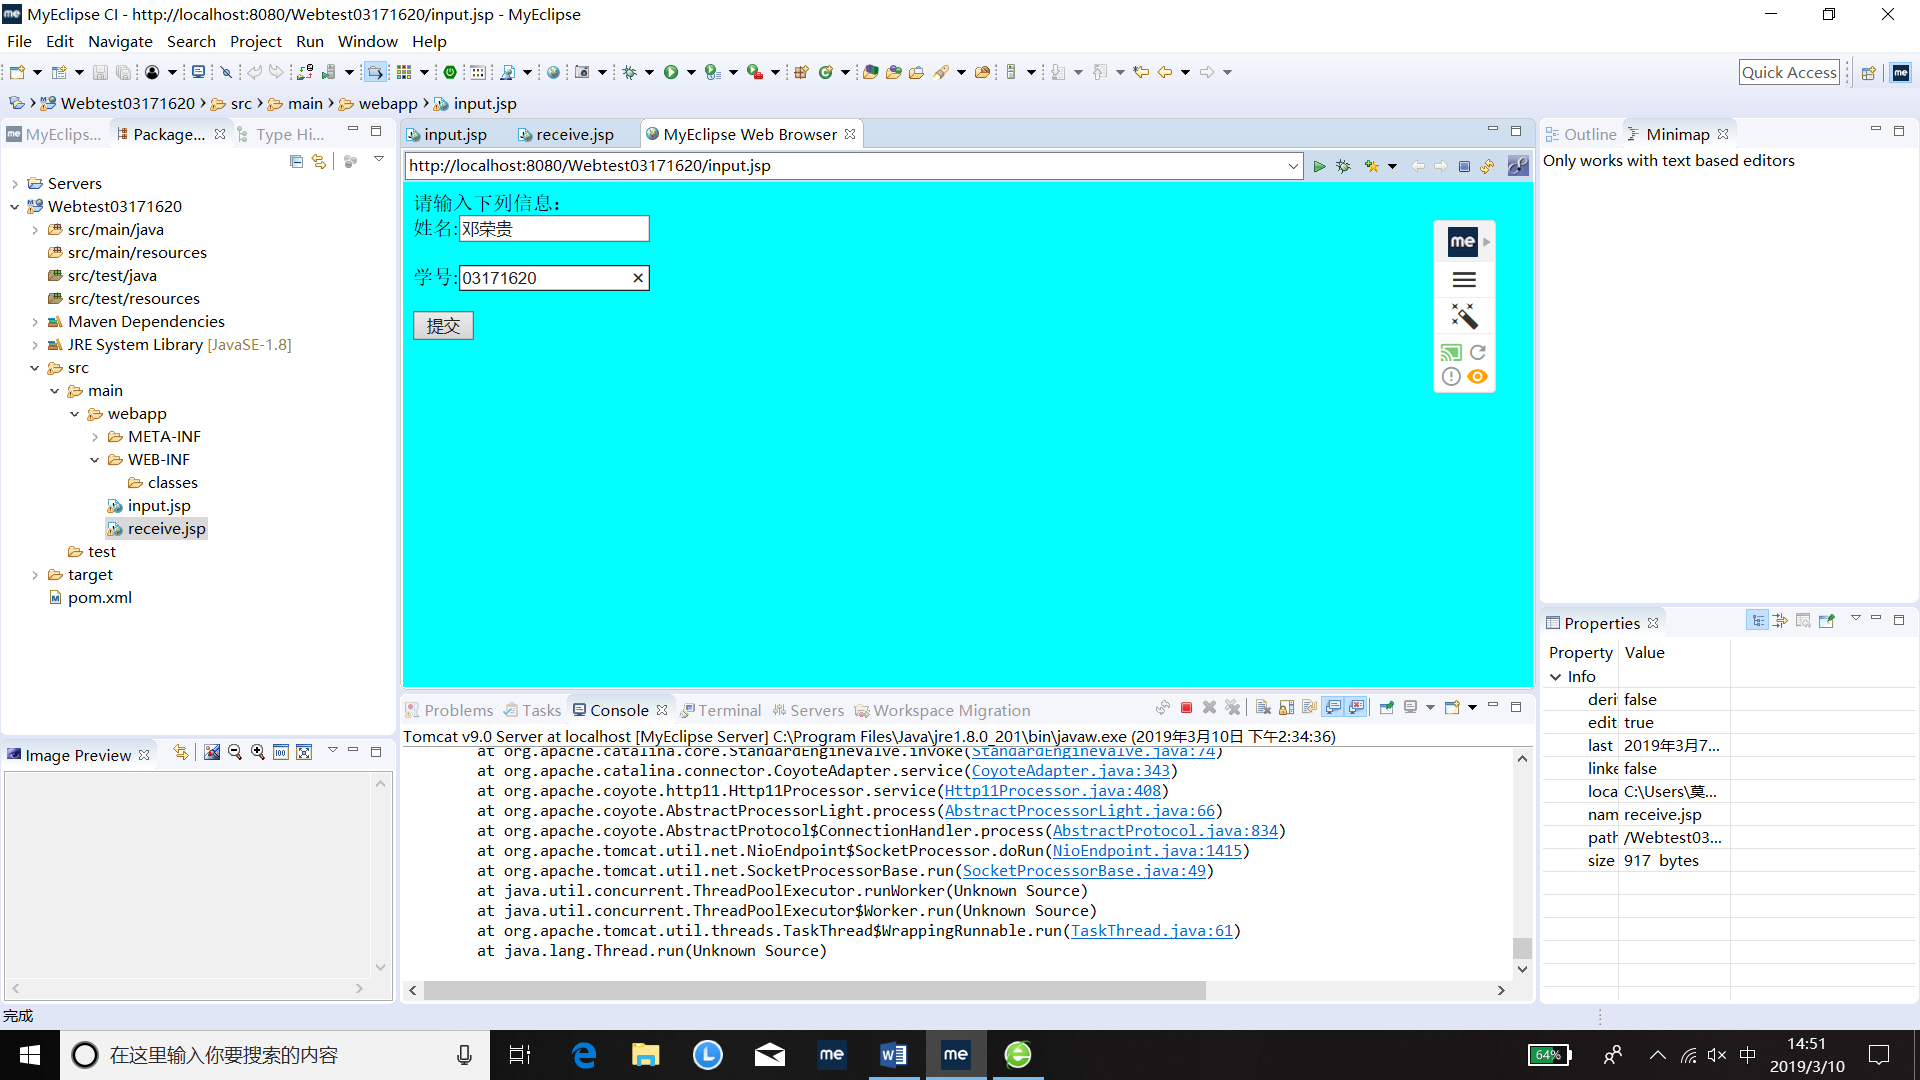 MyEclipse CI - http://localhost:8080/Webtest03171620/input.jsp - MyEclipse
File Edit Navigate Search Project Run Window Help
Quick Access
Webtest03171620 src main webapp input.jsp
MyEclips... Package... Type Hi...
Servers
Webtest03171620
src/main/java
src/main/resources
src/test/java
src/test/resources
Maven Dependencies
JRE System Library [JavaSE-1.8]
src
main
webapp
META-INF
WEB-INF
classes
input.jsp
receive.jsp
test
target
pom.xml
Image Preview
input.jsp receive.jsp MyEclipse Web Browser
http://localhost:8080/Webtest03171620/input.jsp
请输入下列信息：
姓名:邓荣贵
学号:03171620
提交
me
Problems Tasks Console Terminal Servers Workspace Migration
Tomcat v9.0 Server at localhost [MyEclipse Server] C:\Program Files\Java\jre1.8.0_201\bin\javaw.exe (2019年3月10日 下午2:34:36)
at org.apache.catalina.core.StandardEngineValve.invoke(StandardEngineValve.java:74)
at org.apache.catalina.connector.CoyoteAdapter.service(CoyoteAdapter.java:343)
at org.apache.coyote.http11.Http11Processor.service(Http11Processor.java:408)
at org.apache.coyote.AbstractProcessorLight.process(AbstractProcessorLight.java:66)
at org.apache.coyote.AbstractProtocol$ConnectionHandler.process(AbstractProtocol.java:834)
at org.apache.tomcat.util.net.NioEndpoint$SocketProcessor.doRun(NioEndpoint.java:1415)
at org.apache.tomcat.util.net.SocketProcessorBase.run(SocketProcessorBase.java:49)
at java.util.concurrent.ThreadPoolExecutor.runWorker(Unknown Source)
at java.util.concurrent.ThreadPoolExecutor$Worker.run(Unknown Source)
at org.apache.tomcat.util.threads.TaskThread$WrappingRunnable.run(TaskThread.java:61)
at java.lang.Thread.run(Unknown Source)
Outline Minimap
Only works with text based editors
Properties
Property Value
Info
deri false
edit true
last 2019年3月7...
linke false
loca C:\Users\莫...
nam receive.jsp
path /Webtest03...
size 917 bytes
完成
在这里输入你要搜索的内容
me
me
64%
中
14:51
2019/3/10